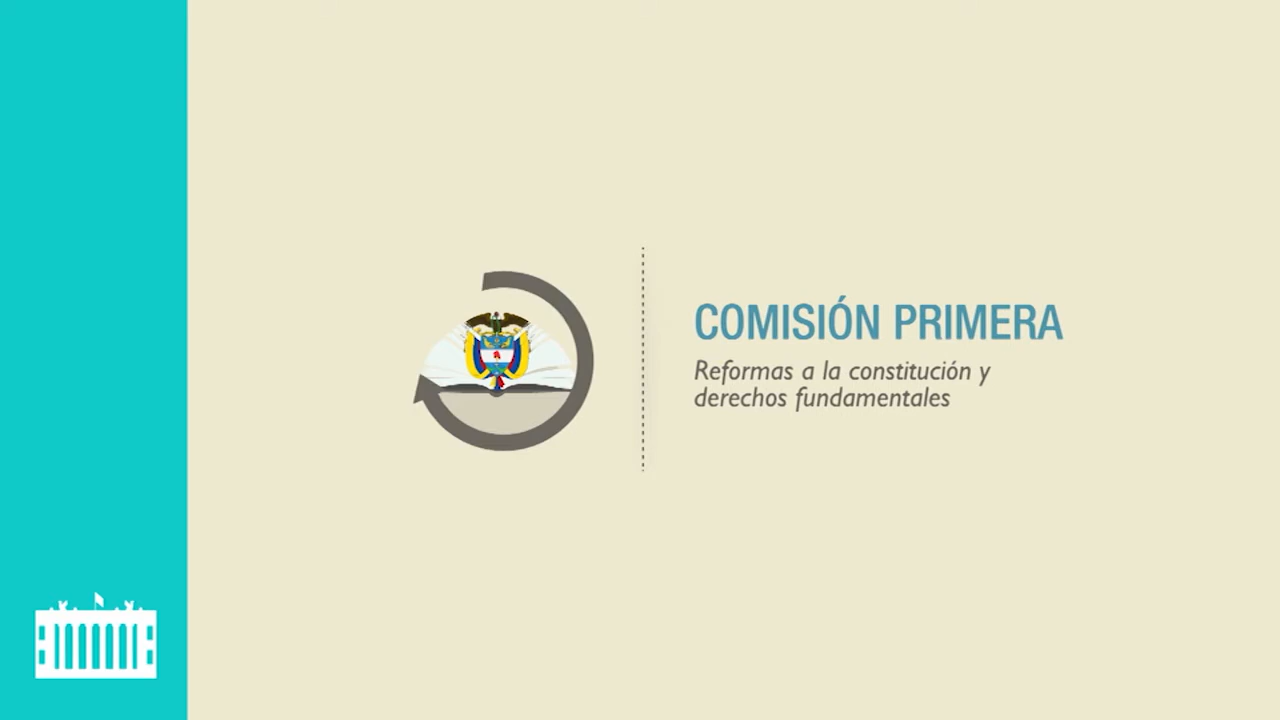 COMISIÓN PRIMERA
Reformas a la constitución y
derechos fundamentales